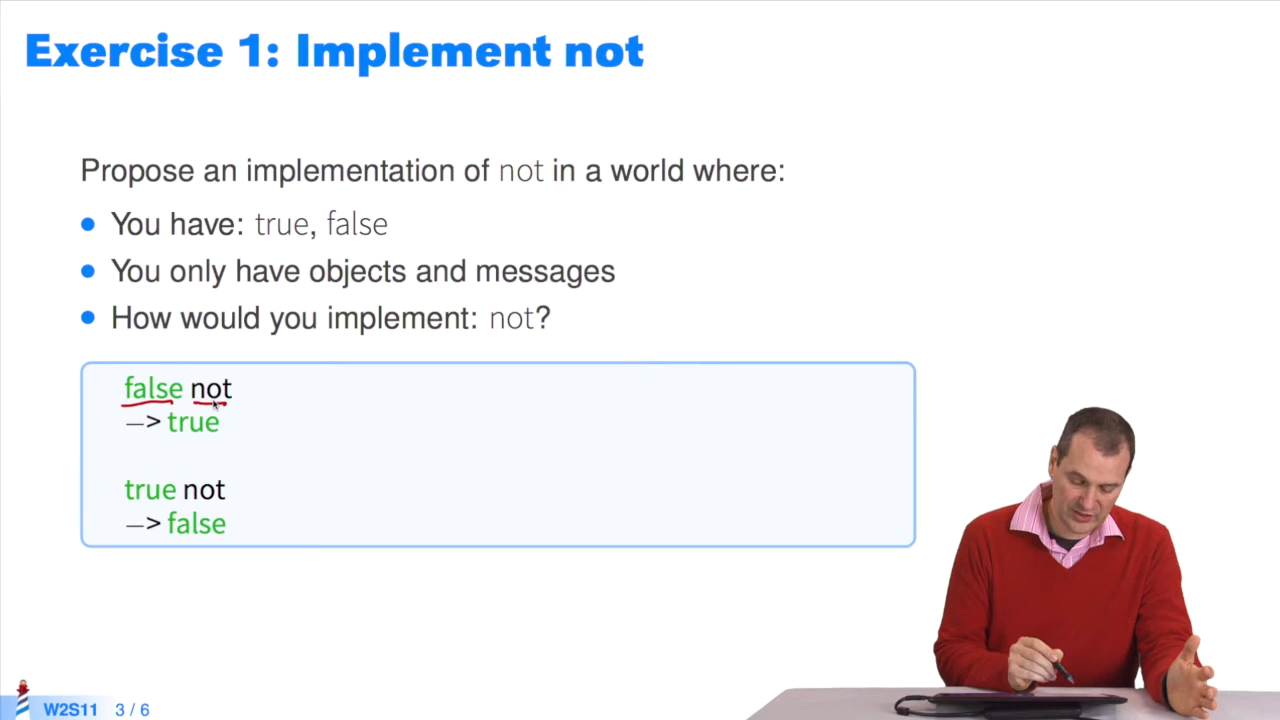 Exercise 1: Implement not
Propose an implementation of not in a world where:
You have: true, false
You only have objects and messages
How would you implement: not?
false not
—> true
true not
—> false
W2S11 3 / 6